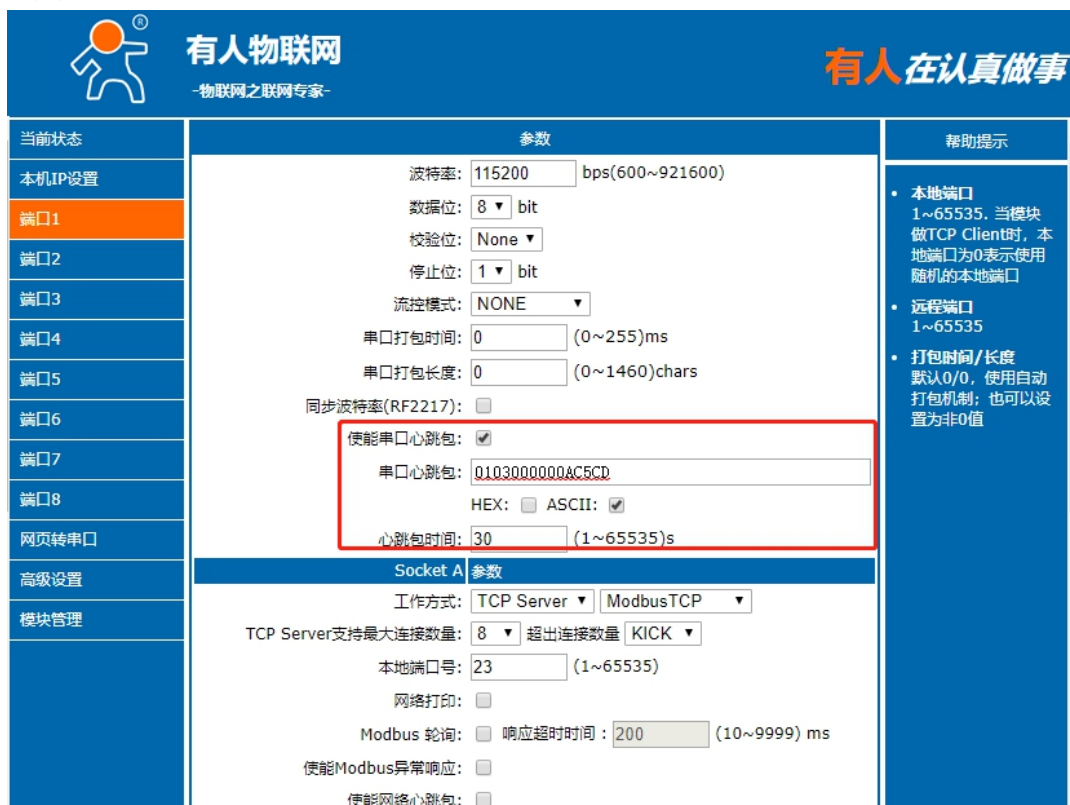 ®
有人物联网
-物联网之联网专家-
有人在认真做事
当前状态
本机IP设置
端口1
端口2
端口3
端口4
端口5
端口6
端口7
端口8
网页转串口
高级设置
模块管理
参数
波特率: 115200 bps(600~921600)
数据位: 8 bit
校验位: None
停止位: 1 bit
流控模式: NONE
串口打包时间: 0 (0~255)ms
串口打包长度: 0 (0~1460)chars
同步波特率(RF2217):
使能串口心跳包:
串口心跳包: 0103000000AC5CD
HEX: ASCII:
心跳包时间: 30 (1~65535)s
Socket A 参数
工作方式: TCP Server ModbusTCP
TCP Server支持最大连接数量: 8 超出连接数量 KICK
本地端口号: 23 (1~65535)
网络打印:
Modbus 轮询: 响应超时时间 : 200 (10~9999) ms
使能Modbus异常响应:
使能网络心跳包:
帮助提示
• 本地端口
1~65535. 当模块
做TCP Client时，本
地端口为0表示使用
随机的本地端口
• 远程端口
1~65535
• 打包时间/长度
默认0/0，使用自动
打包机制；也可以设
置为非0值